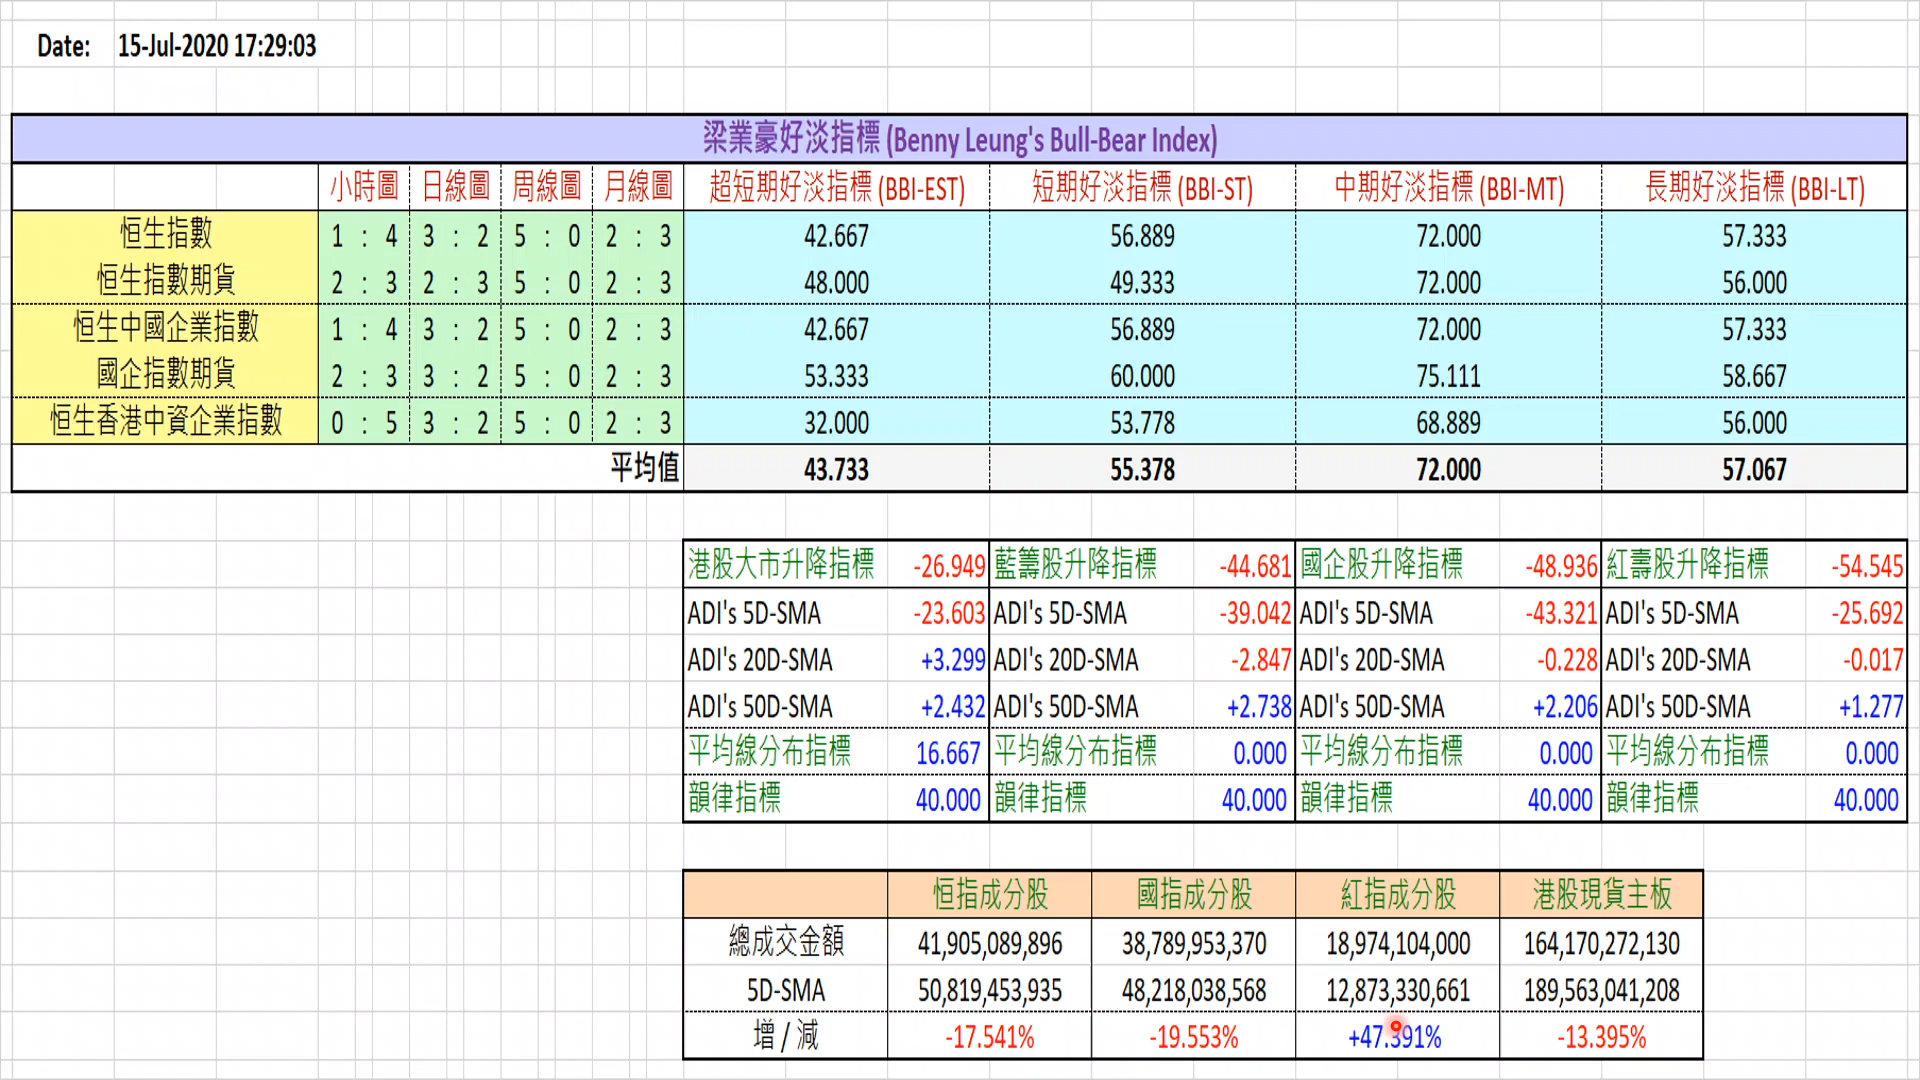 Date: 15-Jul-2020 17:29:03
梁業豪好淡指標 (Benny Leung's Bull-Bear Index)
小時圖 日線圖 周線圖 月線圖 超短期好淡指標 (BBI-EST) 短期好淡指標 (BBI-ST) 中期好淡指標 (BBI-MT) 長期好淡指標 (BBI-LT)
恒生指數 1 : 4 3 : 2 5 : 0 2 : 3 42.667 56.889 72.000 57.333
恒生指數期貨 2 : 3 2 : 3 5 : 0 2 : 3 48.000 49.333 72.000 56.000
恒生中國企業指數 1 : 4 3 : 2 5 : 0 2 : 3 42.667 56.889 72.000 57.333
國企指數期貨 2 : 3 3 : 2 5 : 0 2 : 3 53.333 60.000 75.111 58.667
恒生香港中資企業指數 0 : 5 3 : 2 5 : 0 2 : 3 32.000 53.778 68.889 56.000
平均值 43.733 55.378 72.000 57.067
港股大市升降指標 -26.949 藍籌股升降指標 -44.681 國企股升降指標 -48.936 紅壽股升降指標 -54.545
ADI's 5D-SMA -23.603 ADI's 5D-SMA -39.042 ADI's 5D-SMA -43.321 ADI's 5D-SMA -25.692
ADI's 20D-SMA +3.299 ADI's 20D-SMA -2.847 ADI's 20D-SMA -0.228 ADI's 20D-SMA -0.017
ADI's 50D-SMA +2.432 ADI's 50D-SMA +2.738 ADI's 50D-SMA +2.206 ADI's 50D-SMA +1.277
平均線分布指標 16.667 平均線分布指標 0.000 平均線分布指標 0.000 平均線分布指標 0.000
韻律指標 40.000 韻律指標 40.000 韻律指標 40.000 韻律指標 40.000
恒指成分股 國指成分股 紅指成分股 港股現貨主板
總成交金額 41,905,089,896 38,789,953,370 18,974,104,000 164,170,272,130
5D-SMA 50,819,453,935 48,218,038,568 12,873,330,661 189,563,041,208
增 / 減 -17.541% -19.553% +47.391% -13.395%